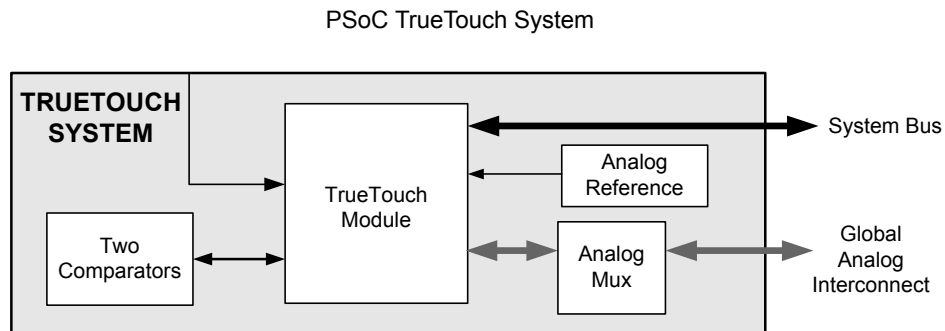 PSoC TrueTouch System
TRUETOUCH
SYSTEM
TrueTouch
Module
System Bus
Analog
Reference
Two
Comparators
Analog
Mux
Global
Analog
Interconnect